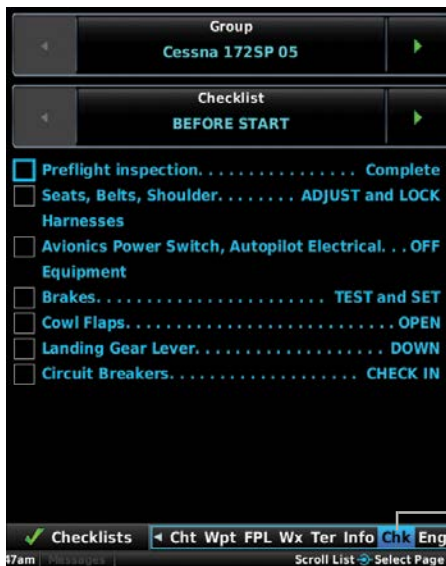 Group
Cessna 172SP 05
Checklist
BEFORE START
Preflight inspection. . . . . . . . . . . . . . . . Complete
Seats, Belts, Shoulder. . . . . . . . ADJUST and LOCK
Harnesses
Avionics Power Switch, Autopilot Electrical. . . OFF
Equipment
Brakes. . . . . . . . . . . . . . . . . . . . . . TEST and SET
Cowl Flaps. . . . . . . . . . . . . . . . . . . . . . . . . . OPEN
Landing Gear Lever. . . . . . . . . . . . . . . . . . DOWN
Circuit Breakers. . . . . . . . . . . . . . . . . . CHECK IN
Checklists Cht Wpt FPL Wx Ter Info Chk Eng
47am Messages Scroll List Select Page